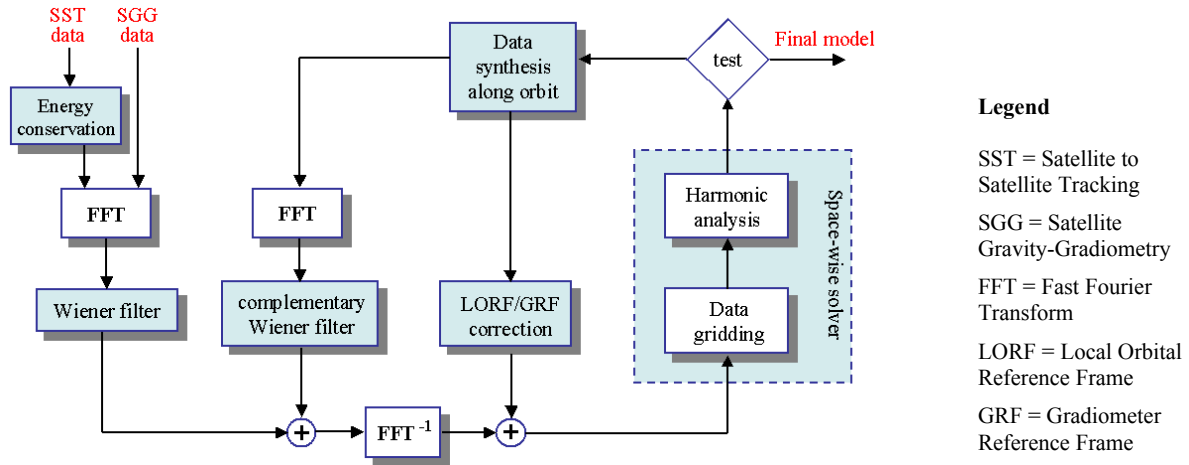 SST
data
SGG
data
Energy
conservation
FFT
Wiener filter
FFT
complementary
Wiener filter
Data
synthesis
along orbit
LORF/GRF
correction
+
FFT -1
+
test
Final model
Harmonic
analysis
Data
gridding
Space-wise solver
Legend
SST = Satellite to
Satellite Tracking
SGG = Satellite
Gravity-Gradiometry
FFT = Fast Fourier
Transform
LORF = Local Orbital
Reference Frame
GRF = Gradiometer
Reference Frame